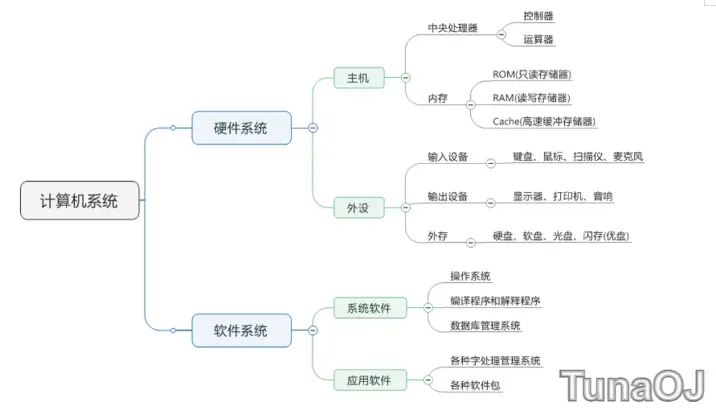 计算机系统
硬件系统
主机
中央处理器
控制器
运算器
内存
ROM(只读存储器)
RAM(读写存储器)
Cache(高速缓冲存储器)
外设
输入设备
键盘、鼠标、扫描仪、麦克风
输出设备
显示器、打印机、音响
外存
硬盘、软盘、光盘、闪存(优盘)
软件系统
系统软件
操作系统
编译程序和解释程序
数据库管理系统
应用软件
各种字处理管理系统
各种软件包
TunaOJ